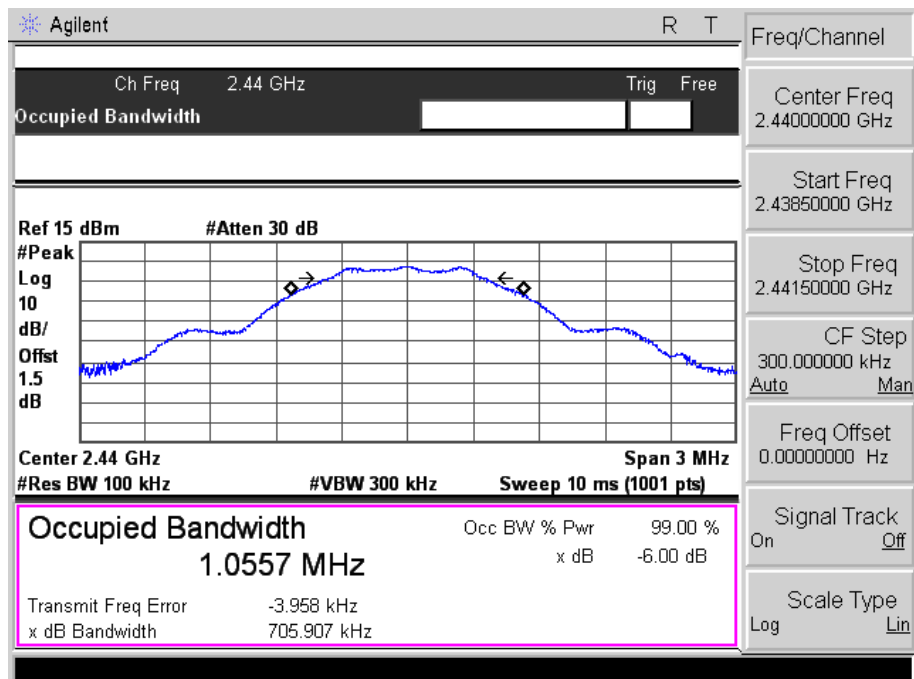 Agilent R T
Ch Freq 2.44 GHz Trig Free
Occupied Bandwidth
Ref 15 dBm #Atten 30 dB
#Peak
Log
10
dB/
Offst
1.5
dB
Center 2.44 GHz Span 3 MHz
#Res BW 100 kHz #VBW 300 kHz Sweep 10 ms (1001 pts)
Occupied Bandwidth Occ BW % Pwr 99.00 %
1.0557 MHz x dB -6.00 dB
Transmit Freq Error -3.958 kHz
x dB Bandwidth 705.907 kHz
Freq/Channel
Center Freq
2.44000000 GHz
Start Freq
2.43850000 GHz
Stop Freq
2.44150000 GHz
CF Step
300.000000 kHz
Auto Man
Freq Offset
0.00000000 Hz
Signal Track
On Off
Scale Type
Log Lin